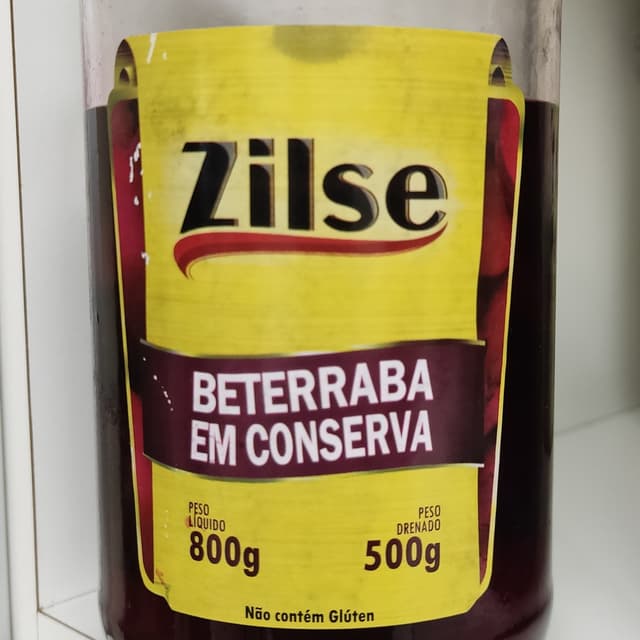 Zilse
BETERRABA
EM CONSERVA
PESO
LÍQUIDO
800g
PESO
DRENADO
500g
Não contém Glúten